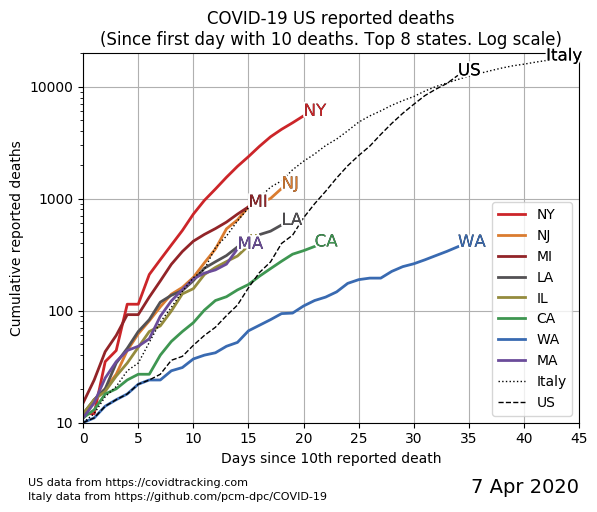 COVID-19 US reported deaths
(Since first day with 10 deaths. Top 8 states. Log scale)
Cumulative reported deaths
10000
1000
100
10
Italy
US
NY
NJ
MI
LA
MA
CA
WA
NY
NJ
MI
LA
IL
CA
WA
MA
Italy
US
0 5 10 15 20 25 30 35 40 45
Days since 10th reported death
US data from https://covidtracking.com
Italy data from https://github.com/pcm-dpc/COVID-19
7 Apr 2020